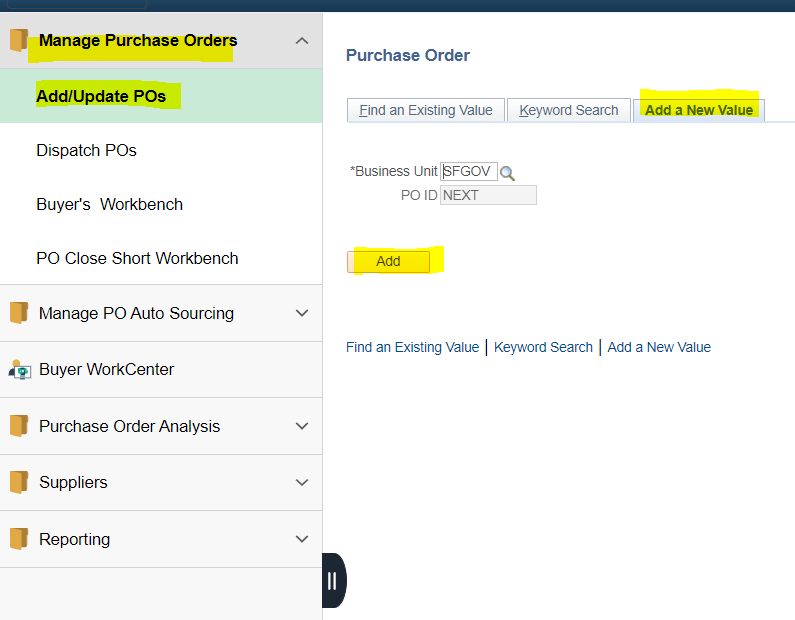 Manage Purchase Orders
Add/Update POs
Dispatch POs
Buyer's  Workbench
PO Close Short Workbench
Manage PO Auto Sourcing
Buyer WorkCenter
Purchase Order Analysis
Suppliers
Reporting
Purchase Order
Find an Existing Value Keyword Search Add a New Value
*Business Unit SFGOV
PO ID NEXT
Add
Find an Existing Value | Keyword Search | Add a New Value